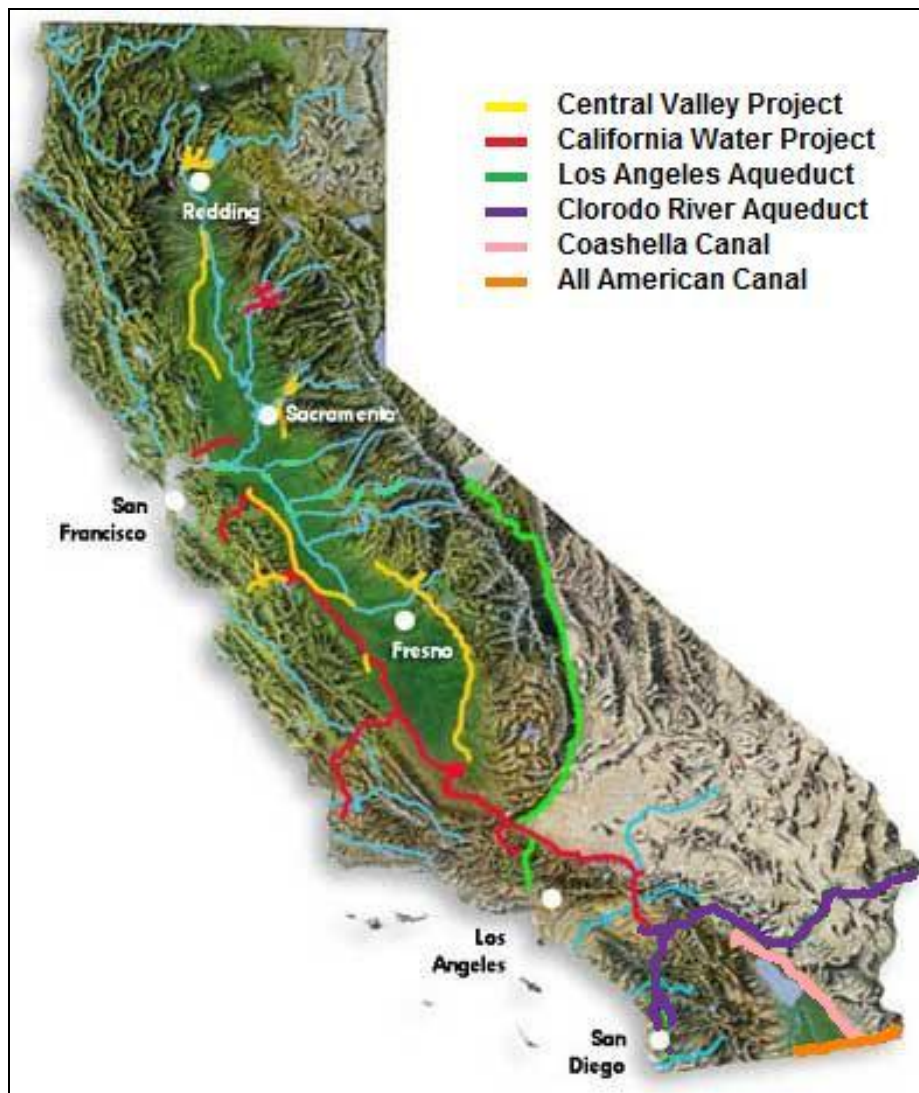 Central Valley Project
California Water Project
Los Angeles Aqueduct
Clorodo River Aqueduct
Coashella Canal
All American Canal
Redding
Sacramento
San
Francisco
Fresno
Los
Angeles
San
Diego